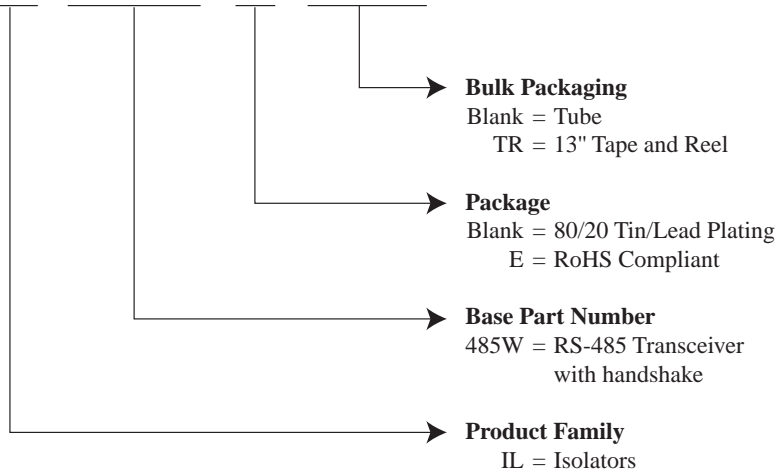 Bulk Packaging
Blank = Tube
TR = 13" Tape and Reel
Package
Blank = 80/20 Tin/Lead Plating
E = RoHS Compliant
Base Part Number
485W = RS-485 Transceiver
with handshake
Product Family
IL = Isolators